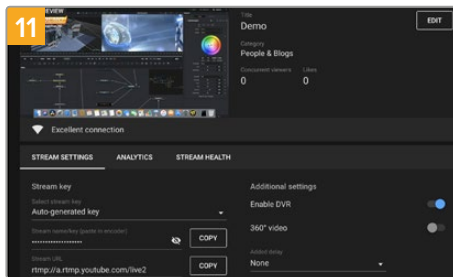 11
PREVIEW
Title
Demo
EDIT
Category
People & Blogs
Concurrent viewers Likes
0 0
Excellent connection
STREAM SETTINGS ANALYTICS STREAM HEALTH
Stream key
Additional settings
Select stream key
Auto-generated key
Enable DVR
Stream name/key (paste in encoder)
COPY
360° video
Stream URL
rtmp://a.rtmp.youtube.com/live2
COPY
Added delay
None